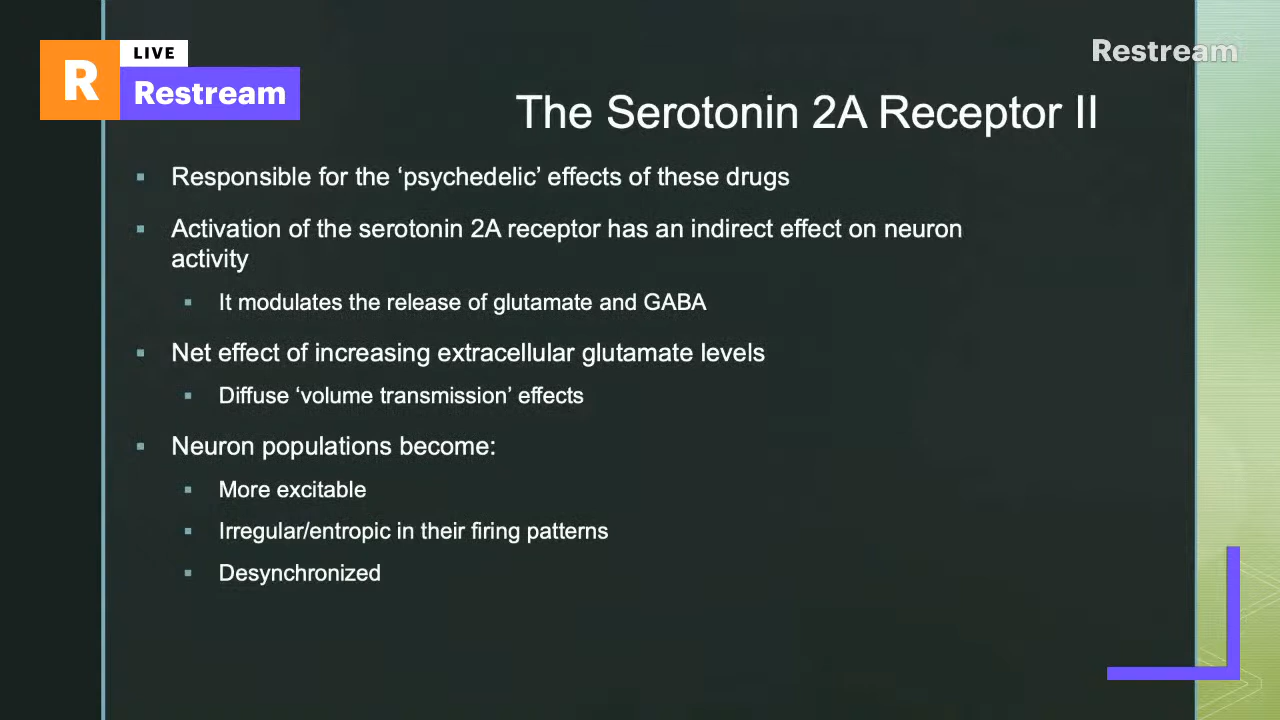 R
LIVE
Restream
Restream
The Serotonin 2A Receptor II
Responsible for the ‘psychedelic’ effects of these drugs
Activation of the serotonin 2A receptor has an indirect effect on neuron
activity
It modulates the release of glutamate and GABA
Net effect of increasing extracellular glutamate levels
Diffuse ‘volume transmission’ effects
Neuron populations become:
More excitable
Irregular/entropic in their firing patterns
Desynchronized